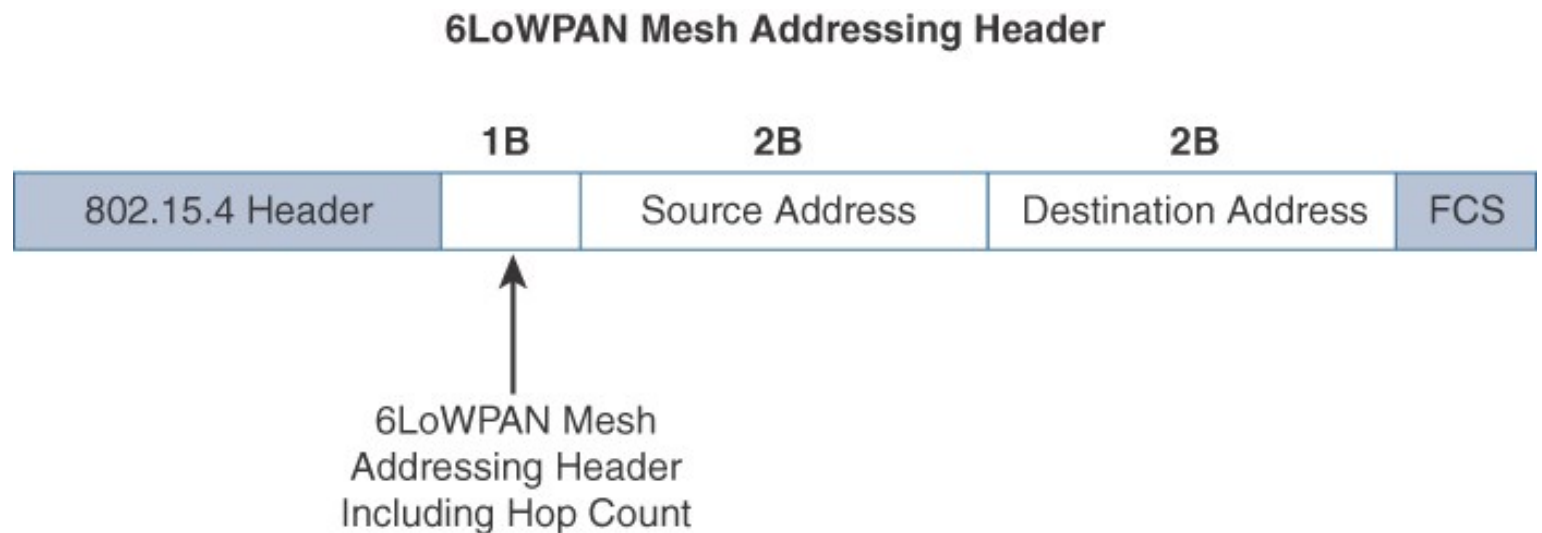 6LoWPAN Mesh Addressing Header
1B 2B 2B
802.15.4 Header Source Address Destination Address FCS
6LoWPAN Mesh
Addressing Header
Including Hop Count